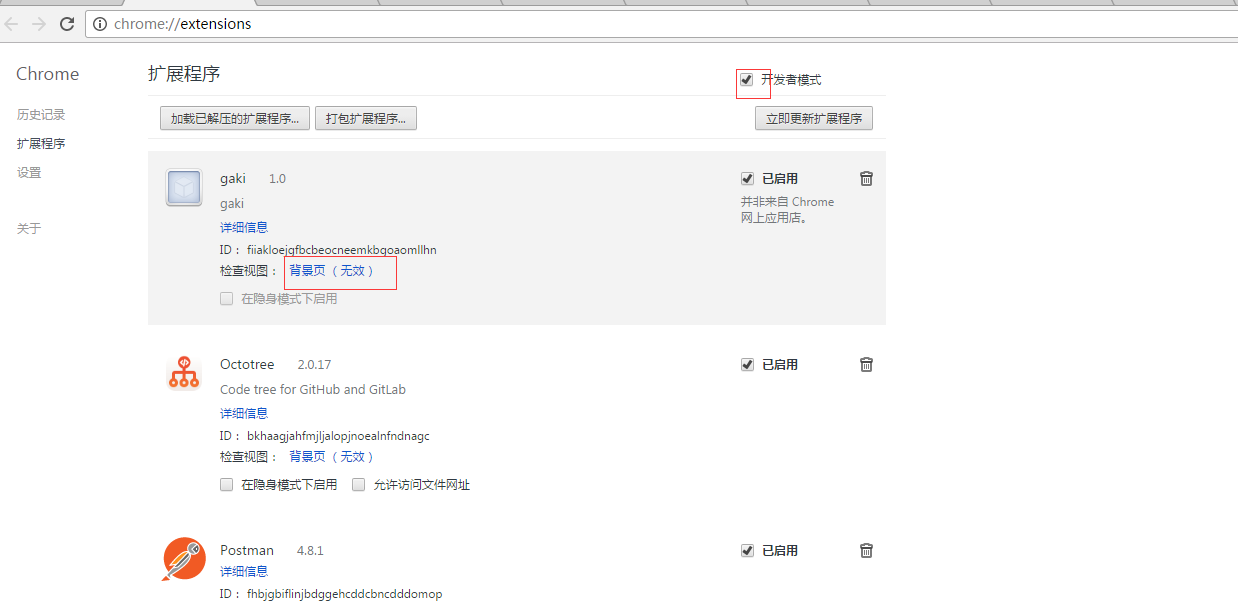 chrome://extensions
Chrome
扩展程序
开发者模式
历史记录
扩展程序
设置
关于
加载已解压的扩展程序... 打包扩展程序... 立即更新扩展程序
gaki 1.0 已启用
gaki 并非来自 Chrome
网上应用店。
详细信息
ID： fiiakloejgfbcbeocneemkbgoaomllhn
检查视图： 背景页（无效）
在隐身模式下启用
Octotree 2.0.17 已启用
Code tree for GitHub and GitLab
详细信息
ID： bkhaagjahfmjljalopjnoealnfndnagc
检查视图： 背景页（无效）
在隐身模式下启用 允许访问文件网址
Postman 4.8.1 已启用
详细信息
ID： fhbjgbiflinjbdggehcddcbncdddomop